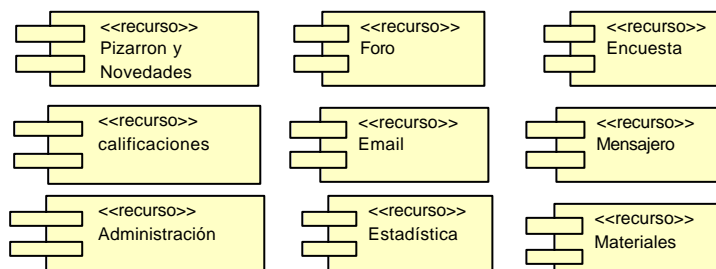 <<recurso>>
Pizarron y
Novedades
<<recurso>>
Foro
<<recurso>>
Encuesta
<<recurso>>
calificaciones
<<recurso>>
Email
<<recurso>>
Mensajero
<<recurso>>
Administración
<<recurso>>
Estadística
<<recurso>>
Materiales